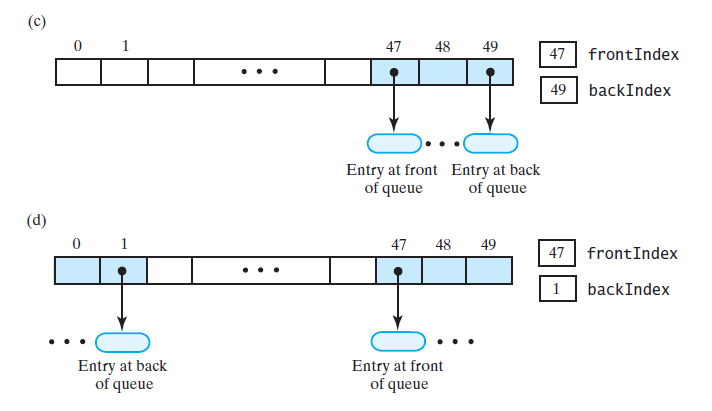 (c)
0 1 47 48 49
47 frontIndex
49 backIndex
Entry at front Entry at back
of queue of queue
(d)
0 1 47 48 49
47 frontIndex
1 backIndex
Entry at back Entry at front
of queue of queue